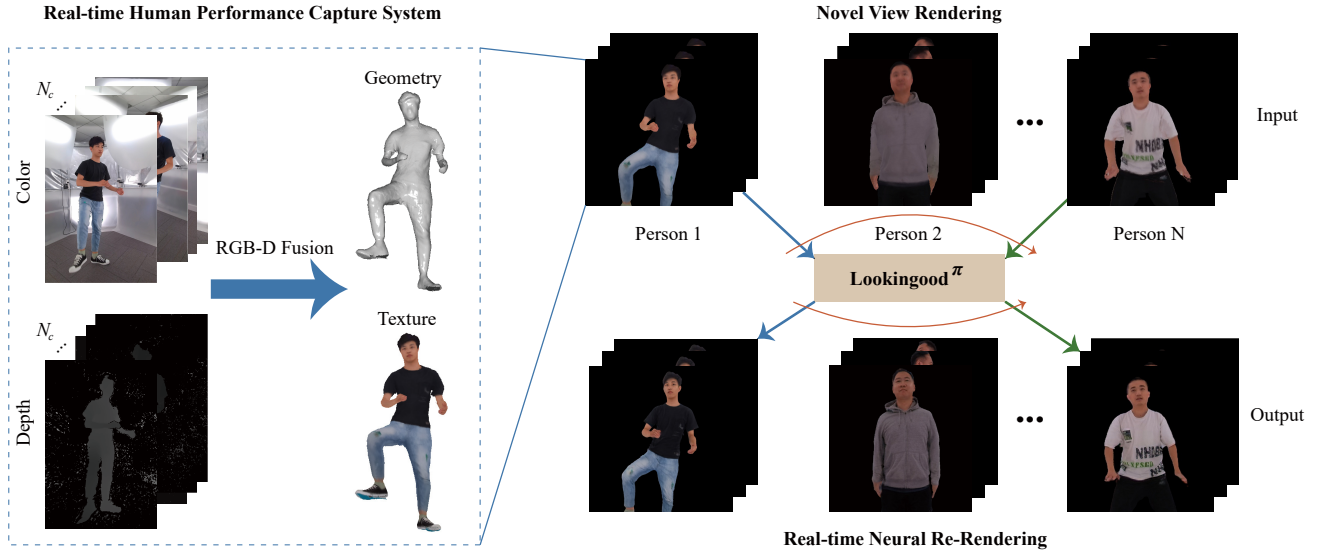 Real-time Human Performance Capture System
Novel View Rendering
N_c
Color
Geometry
RGB-D Fusion
N_c
Depth
Texture
Input
Person 1
Person 2
Person N
Lookingood^π
Output
Real-time Neural Re-Rendering